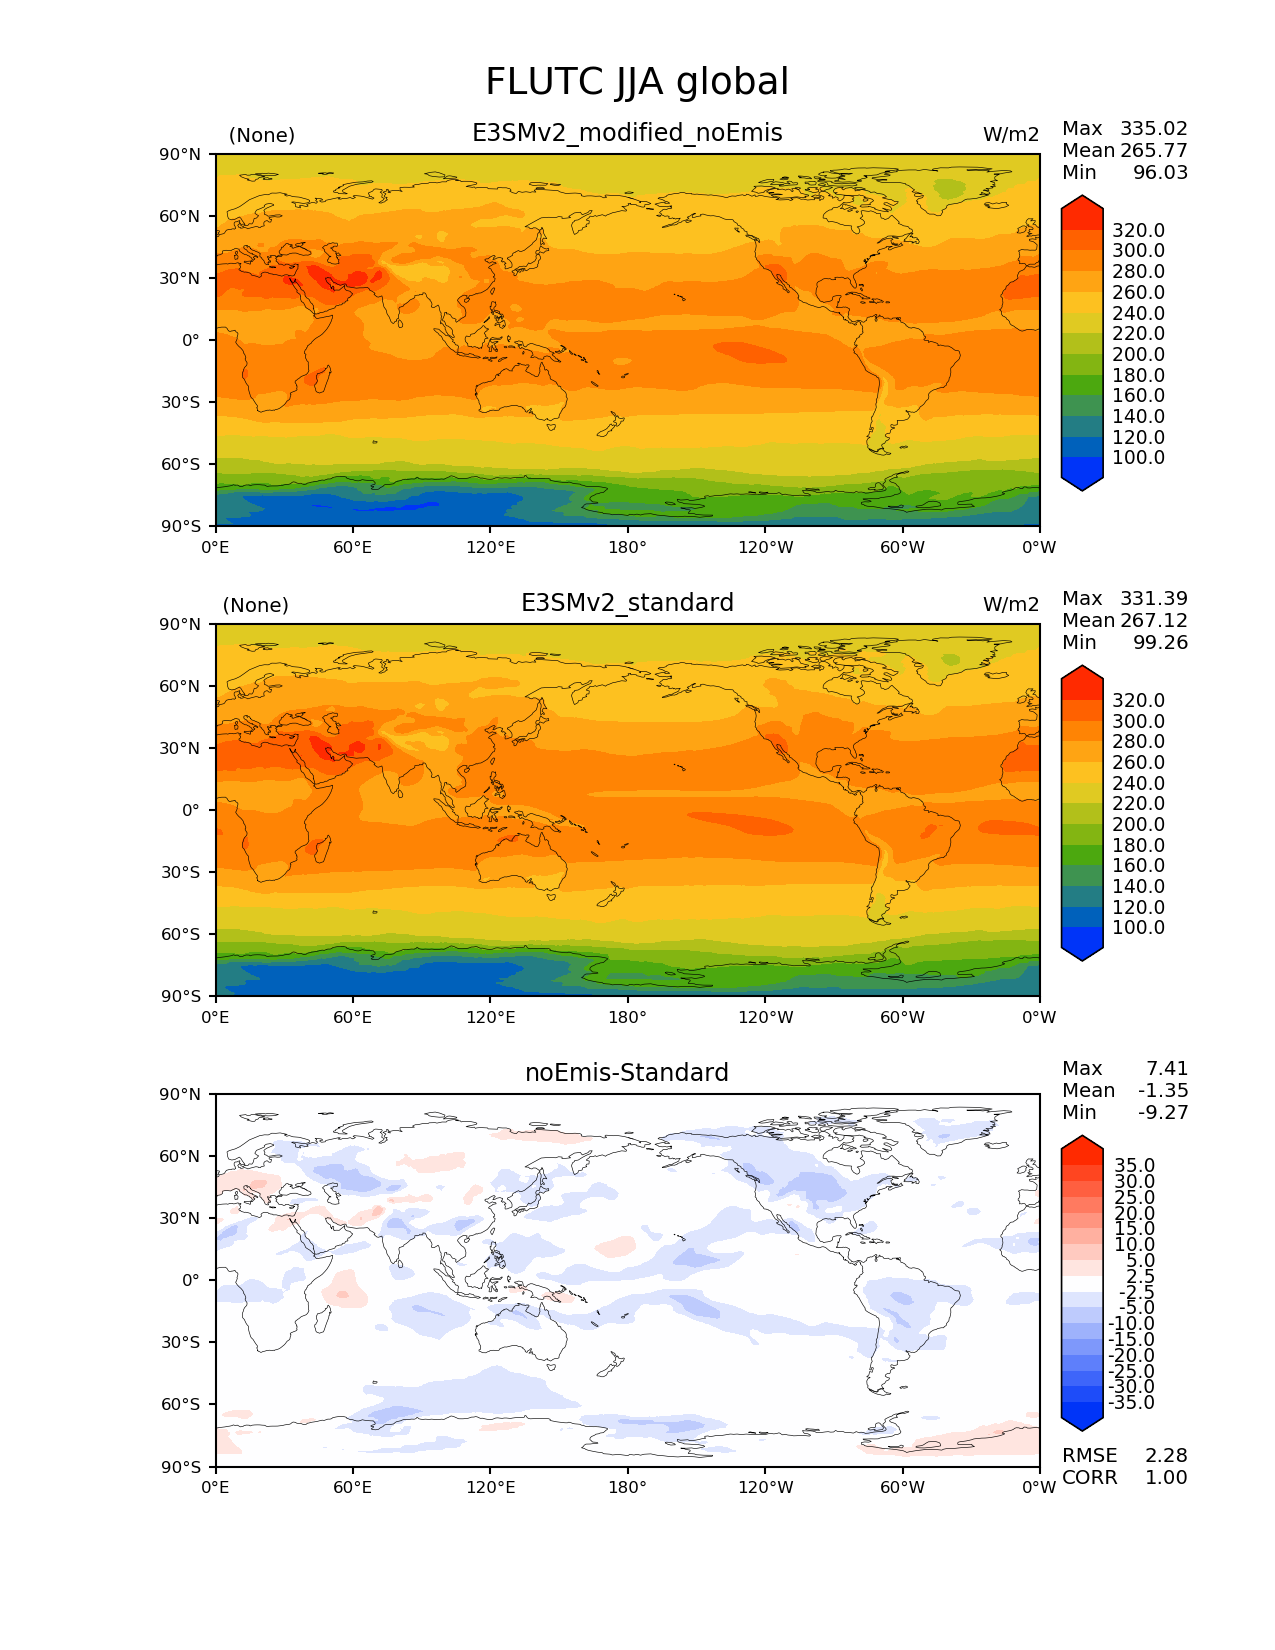 FLUTC JJA global
(None) E3SMv2_modified_noEmis W/m2
Max 335.02
Mean 265.77
Min 96.03
90°N
60°N
30°N
0°
30°S
60°S
90°S
0°E 60°E 120°E 180° 120°W 60°W 0°W
320.0
300.0
280.0
260.0
240.0
220.0
200.0
180.0
160.0
140.0
120.0
100.0
(None) E3SMv2_standard W/m2
Max 331.39
Mean 267.12
Min 99.26
90°N
60°N
30°N
0°
30°S
60°S
90°S
0°E 60°E 120°E 180° 120°W 60°W 0°W
320.0
300.0
280.0
260.0
240.0
220.0
200.0
180.0
160.0
140.0
120.0
100.0
noEmis-Standard
Max 7.41
Mean -1.35
Min -9.27
90°N
60°N
30°N
0°
30°S
60°S
90°S
0°E 60°E 120°E 180° 120°W 60°W 0°W
35.0
30.0
25.0
20.0
15.0
10.0
5.0
2.5
-2.5
-5.0
-10.0
-15.0
-20.0
-25.0
-30.0
-35.0
RMSE 2.28
CORR 1.00